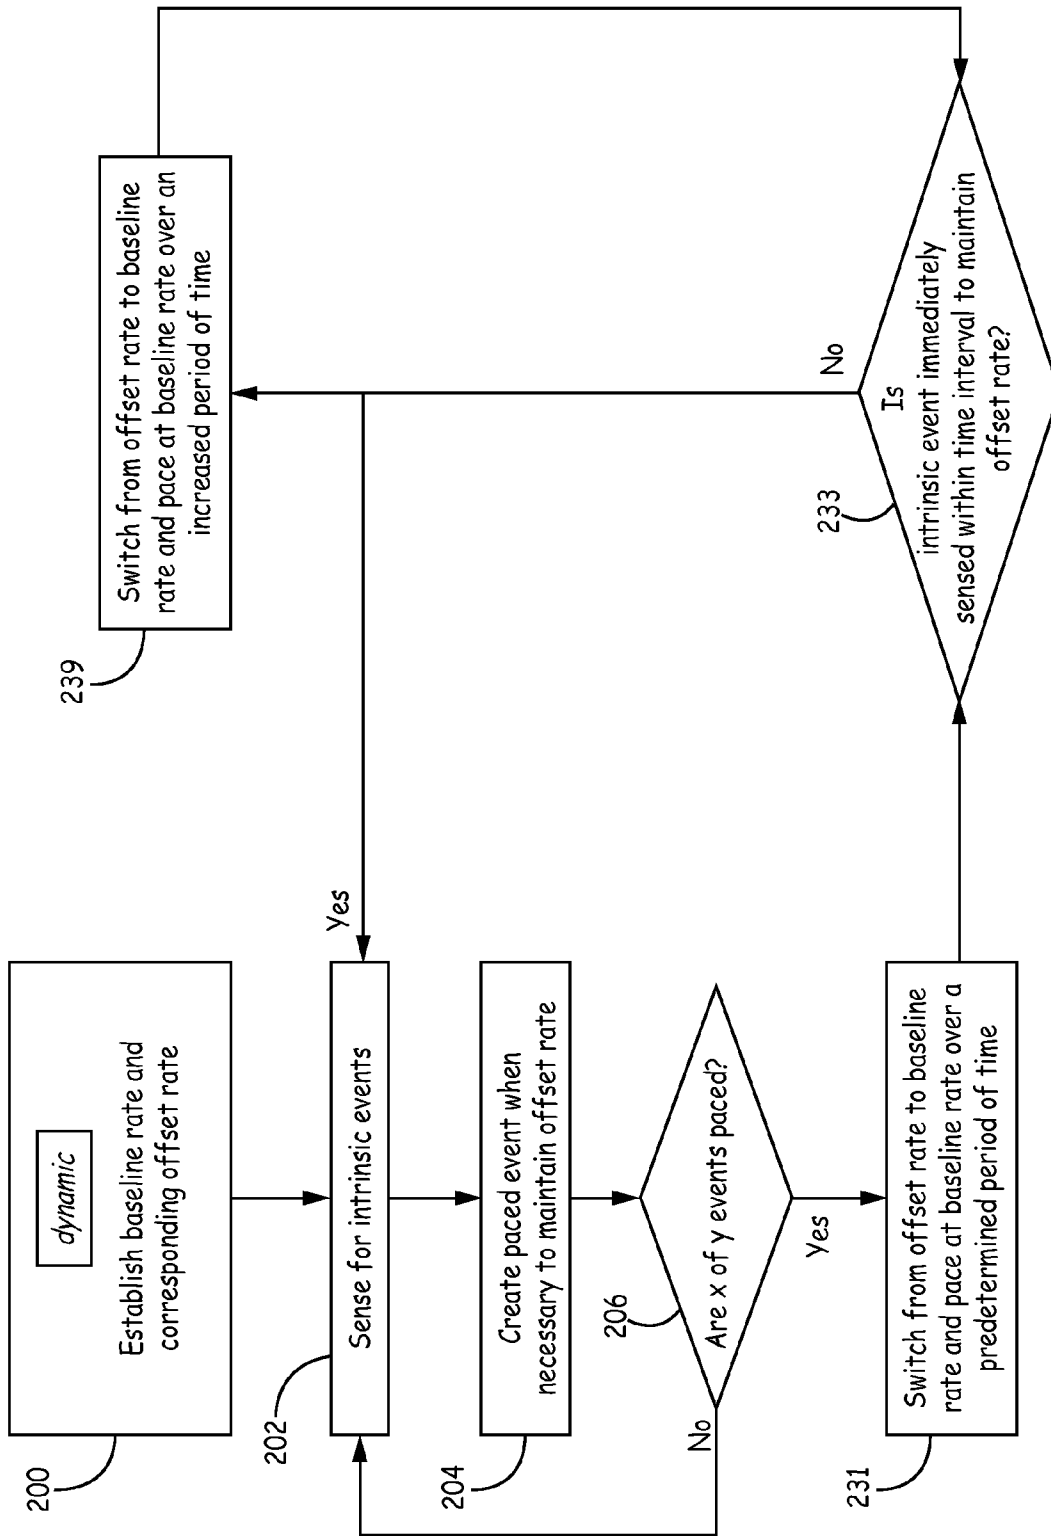 200
dynamic
Establish baseline rate and
corresponding offset rate
202
Sense for intrinsic events
204
Create paced event when
necessary to maintain offset rate
206
Are x of y events paced?
No
Yes
231
Switch from offset rate to baseline
rate and pace at baseline rate over a
predetermined period of time
233
Is
intrinsic event immediately
sensed within time interval to maintain
offset rate?
No
Yes
239
Switch from offset rate to baseline
rate and pace at baseline rate over an
increased period of time